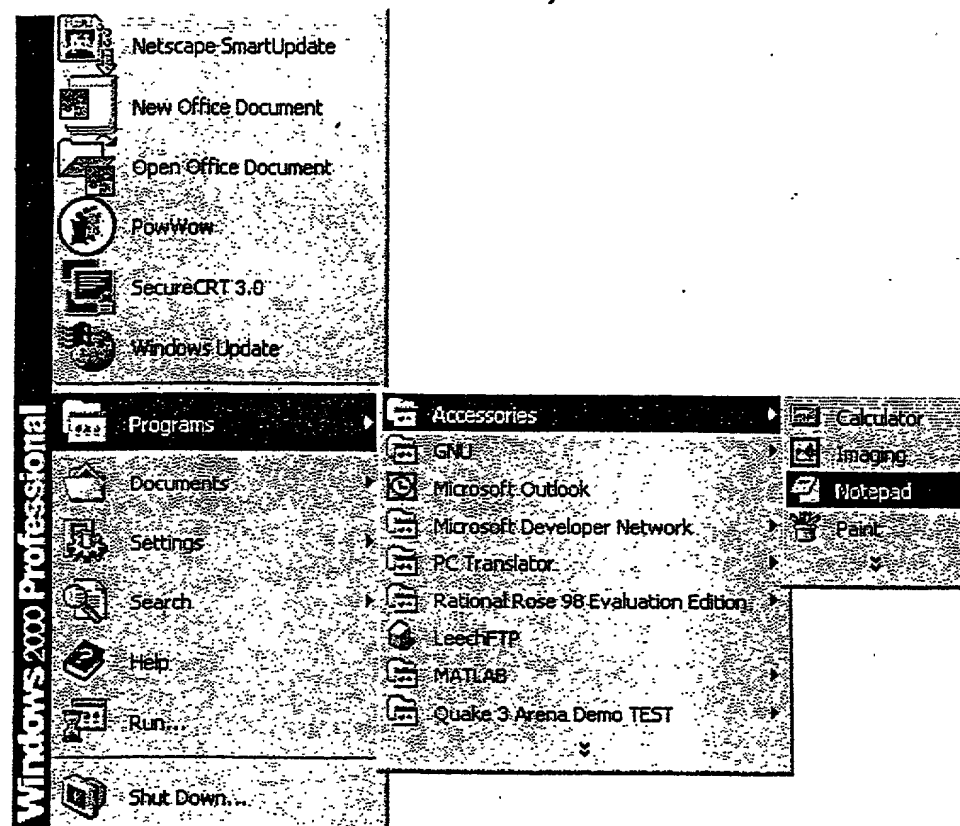 Netscape SmartUpdate
New Office Document
Open Office Document
PowWow
SecureCRT 3.0
Windows Update
Windows 2000 Professional
Programs
Documents
Settings
Search
Help
Run...
Shut Down...
Accessories
GNU
Microsoft Outlook
Microsoft Developer Network
PC Translator
Rational Rose 98 Evaluation Edition
LeechFTP
MATLAB
Quake 3 Arena Demo TEST
Calculator
Imaging
Notepad
Paint